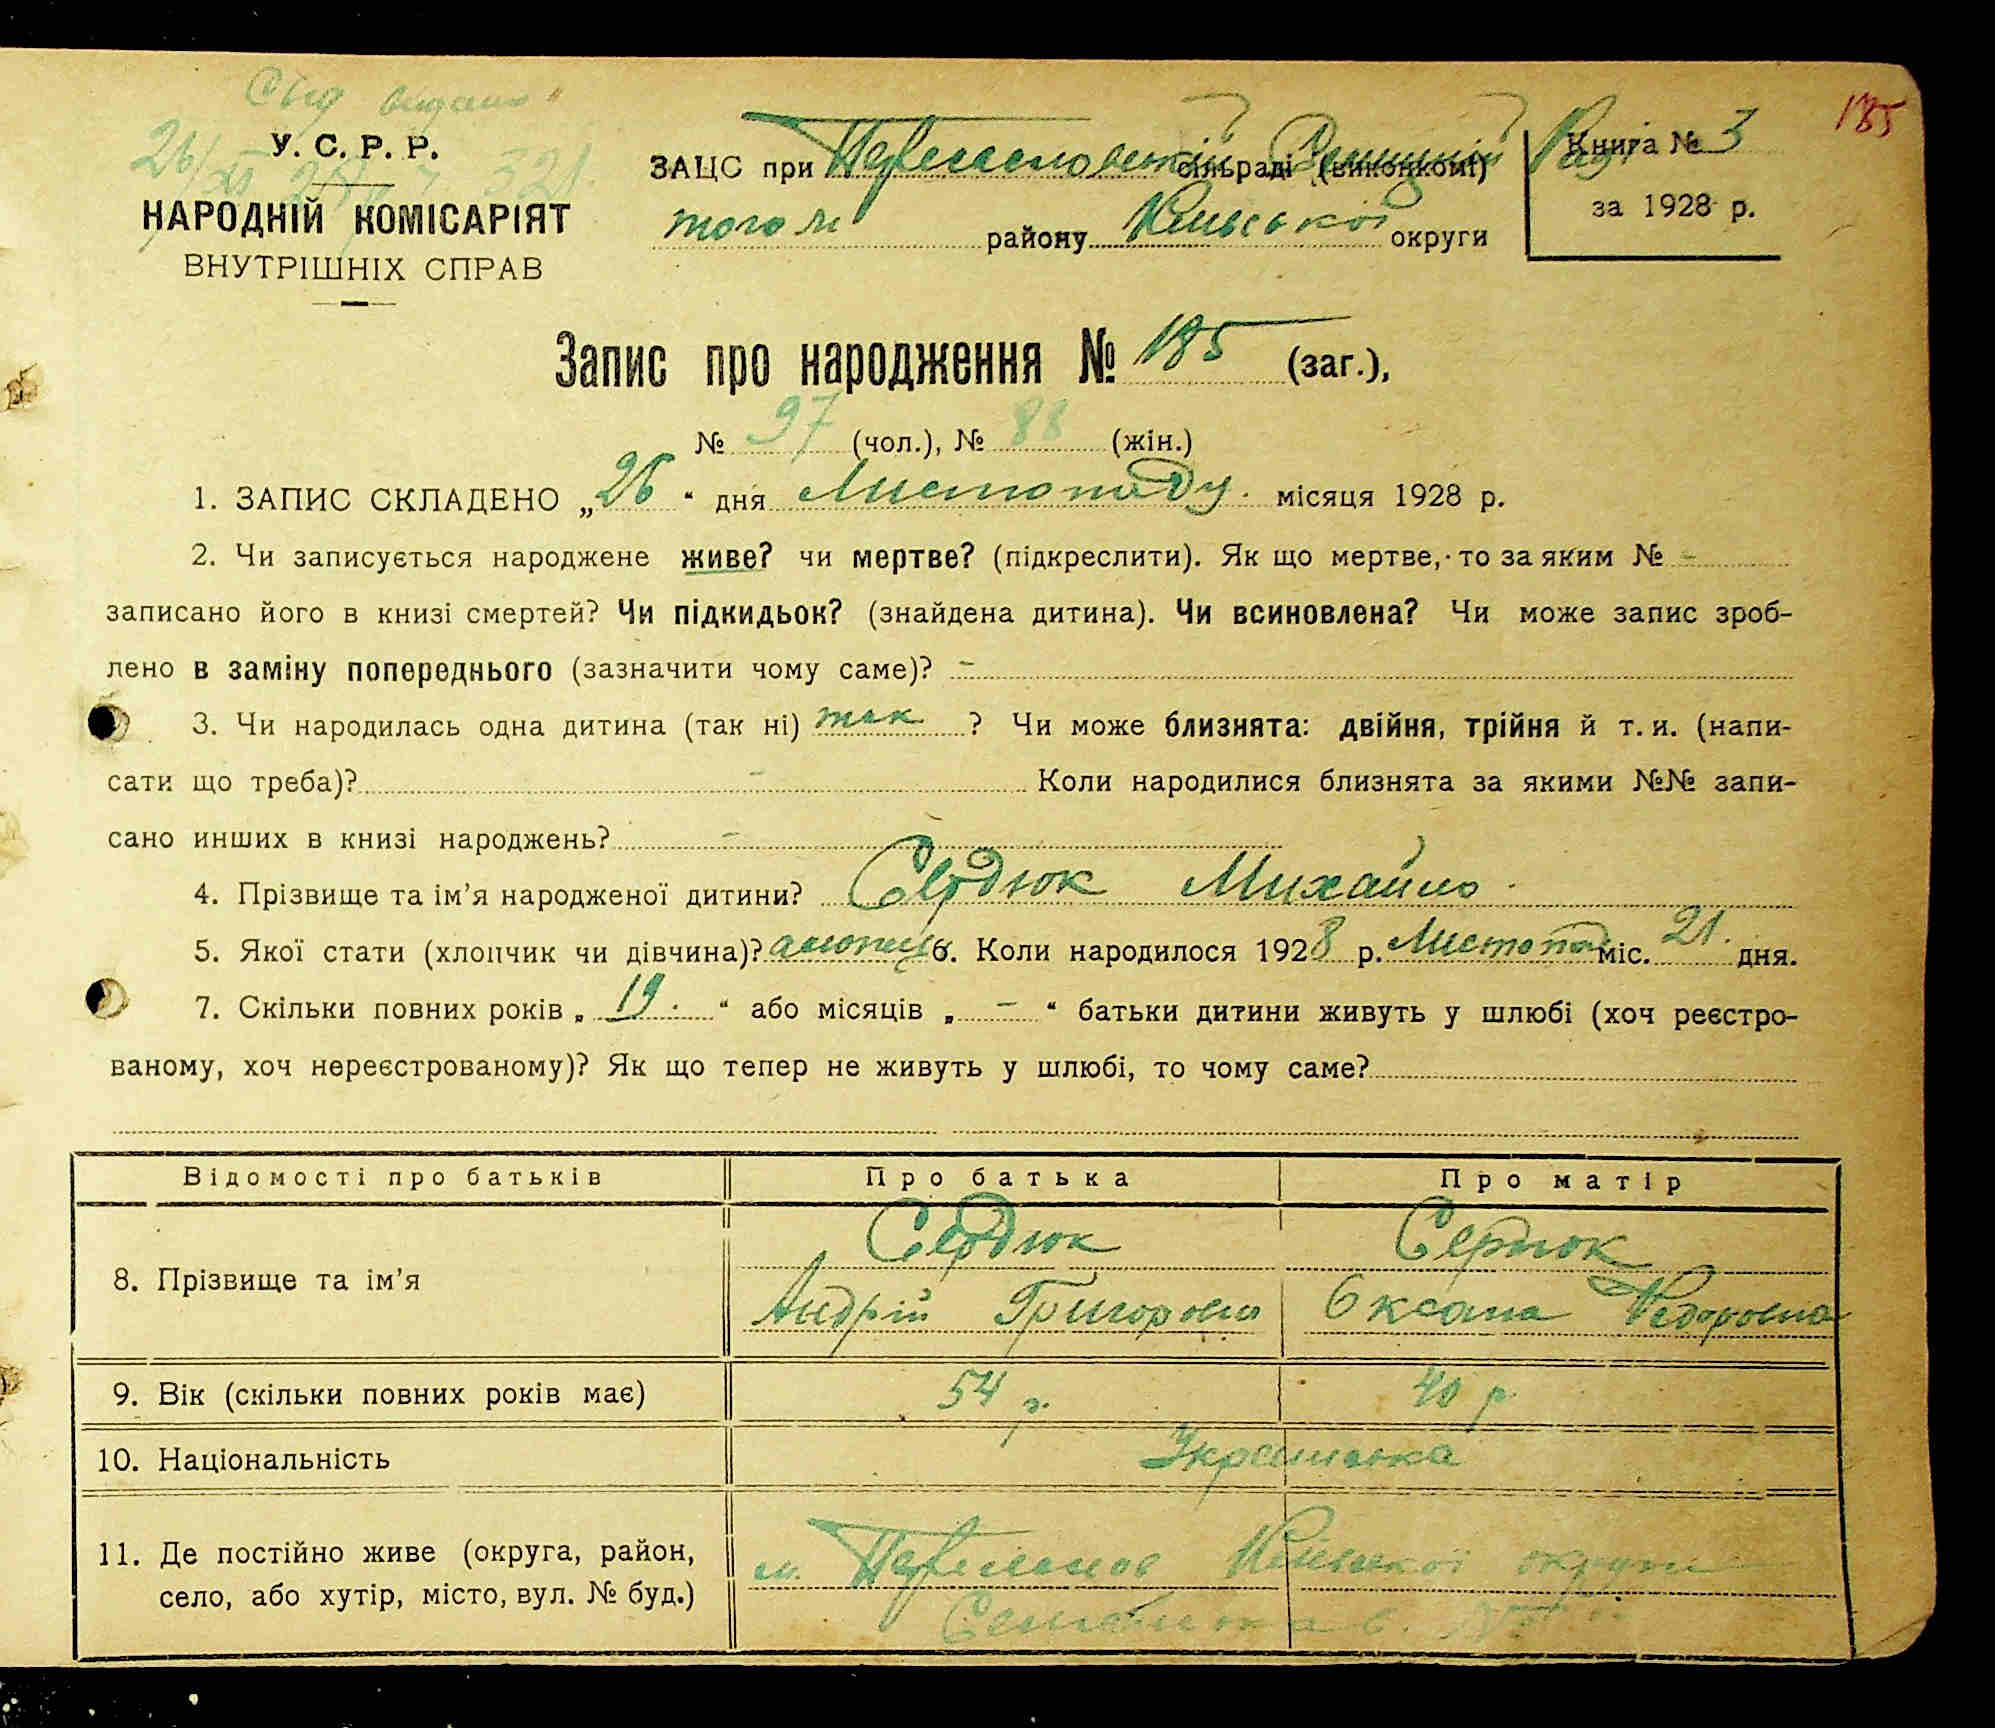 185
У. С. Р. Р.
НАРОДНІЙ КОМІСАРІЯТ
ВНУТРІШНІХ СПРАВ
ЗАЦС при сільраді (виконкомі)
того ж району Київської округи
Книга № 3
за 1928 р.
Запис про народження № 185 (заг.),
№ 97 (чол.), № 88 (жін.)
1. ЗАПИС СКЛАДЕНО „26“ дня Листопаду місяця 1928 р.
2. Чи записується народжене живе? чи мертве? (підкреслити). Як що мертве, то за яким № -
записано його в книзі смертей? Чи підкидьок? (знайдена дитина). Чи всиновлена? Чи може запис зроб-
лено в заміну попереднього (зазначити чому саме)? -
3. Чи народилась одна дитина (так ні) так ? Чи може близнята: двійня, трійня й т. и. (напи-
сати що треба)? - Коли народилися близнята за якими №№ запи-
сано инших в книзі народжень? -
4. Прізвище та ім’я народженої дитини? Сердюк Михайло
5. Якої стати (хлопчик чи дівчина)? 6. Коли народилося 1928 р. Листопад міс. 21 дня.
7. Скільки повних років „19.“ або місяців „-“ батьки дитини живуть у шлюбі (хоч реєстро-
ваному, хоч нереєстрованому)? Як що тепер не живуть у шлюбі, то чому саме?
Відомості про батьків Про батька Про матір
8. Прізвище та ім’я
Сердюк Сердюк
Андрій Григорович Оксана Федоровна
9. Вік (скільки повних років має) 54 р. 40 р
10. Національність Українська
11. Де постійно живе (округа, район,
село, або хутір, місто, вул. № буд.)
м. Переяслов Київської округи